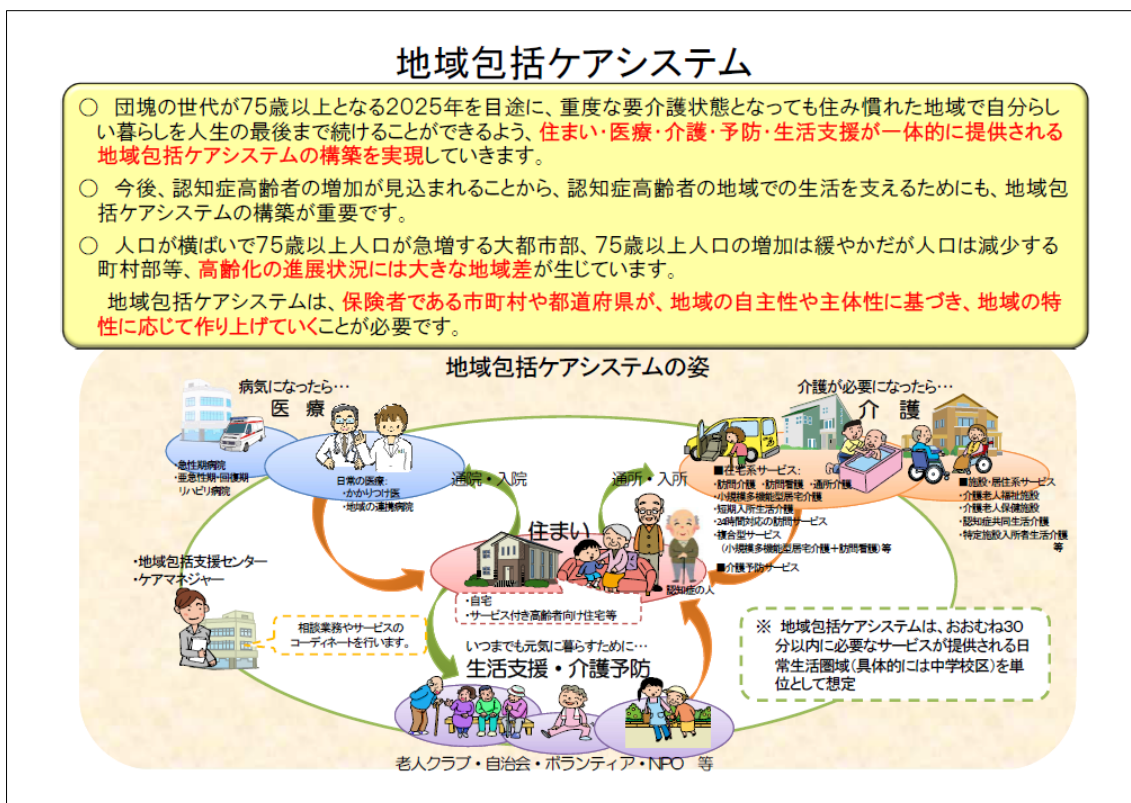 地域包括ケアシステム
○ 団塊の世代が75歳以上となる2025年を目途に、重度な要介護状態となっても住み慣れた地域で自分らし
い暮らしを人生の最後まで続けることができるよう、住まい・医療・介護・予防・生活支援が一体的に提供される
地域包括ケアシステムの構築を実現していきます。
○ 今後、認知症高齢者の増加が見込まれることから、認知症高齢者の地域での生活を支えるためにも、地域包
括ケアシステムの構築が重要です。
○ 人口が横ばいで75歳以上人口が急増する大都市部、75歳以上人口の増加は緩やかだが人口は減少する
町村部等、高齢化の進展状況には大きな地域差が生じています。
地域包括ケアシステムは、保険者である市町村や都道府県が、地域の自主性や主体性に基づき、地域の特
性に応じて作り上げていくことが必要です。
地域包括ケアシステムの姿
病気になったら…
医 療
・急性期病院
・亜急性期・回復期
リハビリ病院
日常の医療:
・かかりつけ医
・地域の連携病院
通院・入院
通所・入所
介護が必要になったら…
介 護
■在宅系サービス:
・訪問介護 ・訪問看護 ・通所介護
・小規模多機能型居宅介護
・短期入所生活介護
・24時間対応の訪問サービス
・複合型サービス
(小規模多機能型居宅介護+訪問看護)等
■介護予防サービス
■施設・居住系サービス
・介護老人福祉施設
・介護老人保健施設
・認知症共同生活介護
・特定施設入所者生活介護
等
住まい
・自宅
・サービス付き高齢者向け住宅等
認知症の人
・地域包括支援センター
・ケアマネジャー
相談業務やサービスの
コーディネートを行います。
いつまでも元気に暮らすために…
生活支援・介護予防
老人クラブ・自治会・ボランティア・NPO 等
※ 地域包括ケアシステムは、おおむね30
分以内に必要なサービスが提供される日
常生活圏域(具体的には中学校区)を単
位として想定